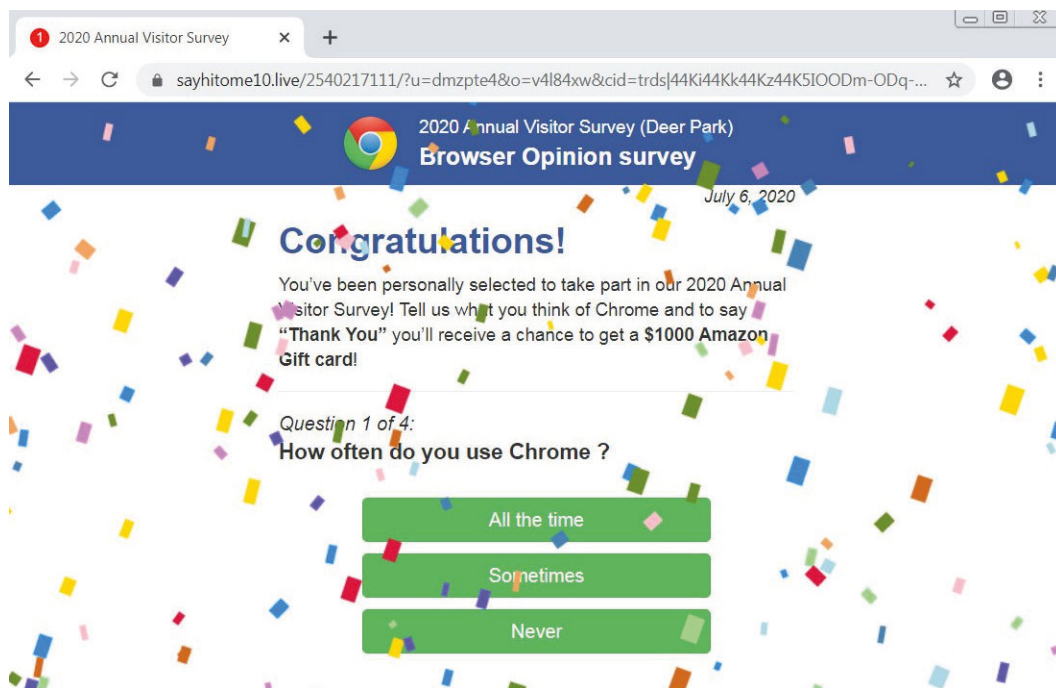 1 2020 Annual Visitor Survey
sayhitome10.live/2540217111/?u=dmzpte4&o=v4l84xw&cid=trds|44Ki44Kk44Kz44K5IOODm-ODq-...
2020 Annual Visitor Survey (Deer Park)
Browser Opinion survey
July 6, 2020
Congratulations!
You've been personally selected to take part in our 2020 Annual
Visitor Survey! Tell us what you think of Chrome and to say
“Thank You” you'll receive a chance to get a $1000 Amazon
Gift card!
Question 1 of 4:
How often do you use Chrome ?
All the time
Sometimes
Never